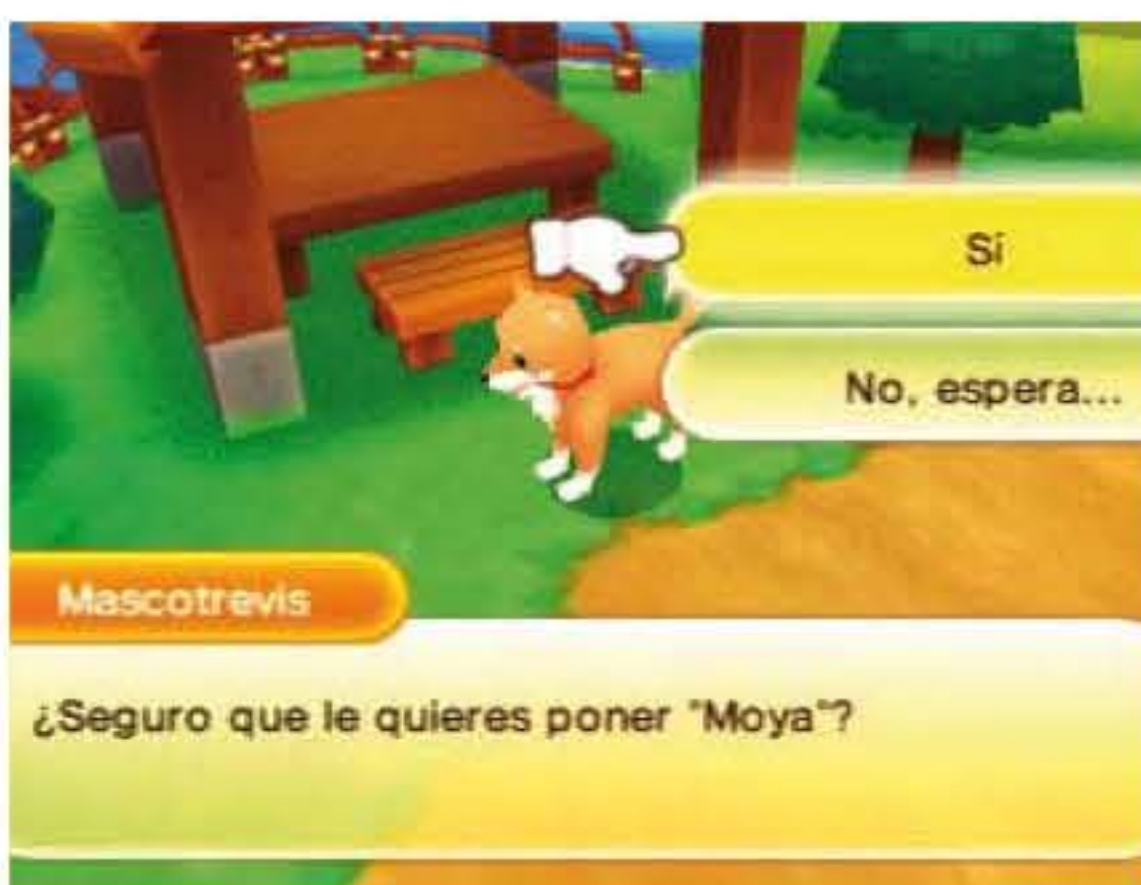 Sí
No, espera...
Mascotrevis
¿Seguro que le quieres poner "Moya"?